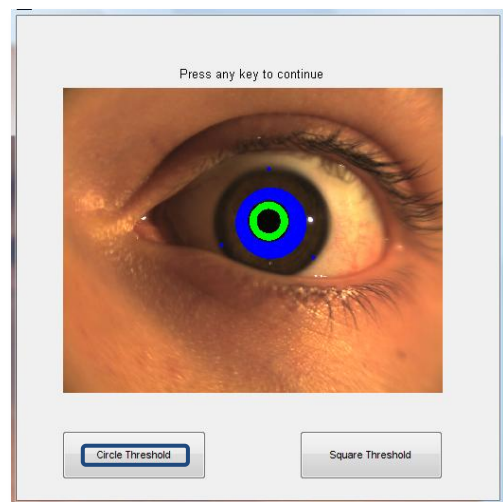 Press any key to continue
Circle Threshold
Square Threshold